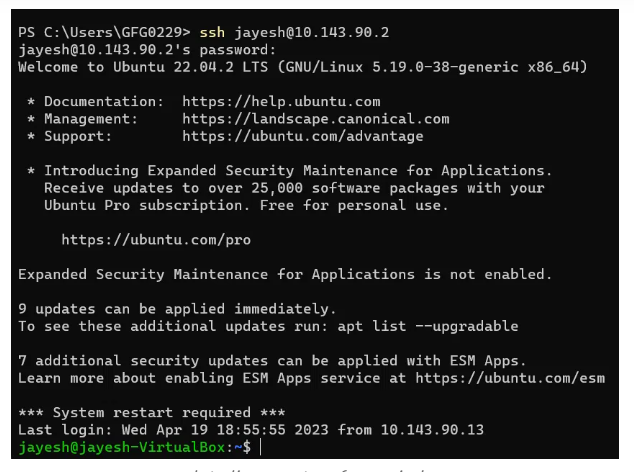 PS C:\Users\GFG0229> ssh jayesh@10.143.90.2
jayesh@10.143.90.2's password:
Welcome to Ubuntu 22.04.2 LTS (GNU/Linux 5.19.0-38-generic x86_64)
* Documentation: https://help.ubuntu.com
* Management: https://landscape.canonical.com
* Support: https://ubuntu.com/advantage
* Introducing Expanded Security Maintenance for Applications.
Receive updates to over 25,000 software packages with your
Ubuntu Pro subscription. Free for personal use.
https://ubuntu.com/pro
Expanded Security Maintenance for Applications is not enabled.
9 updates can be applied immediately.
To see these additional updates run: apt list --upgradable
7 additional security updates can be applied with ESM Apps.
Learn more about enabling ESM Apps service at https://ubuntu.com/esm
*** System restart required ***
Last login: Wed Apr 19 18:55:55 2023 from 10.143.90.13
jayesh@jayesh-VirtualBox:~$